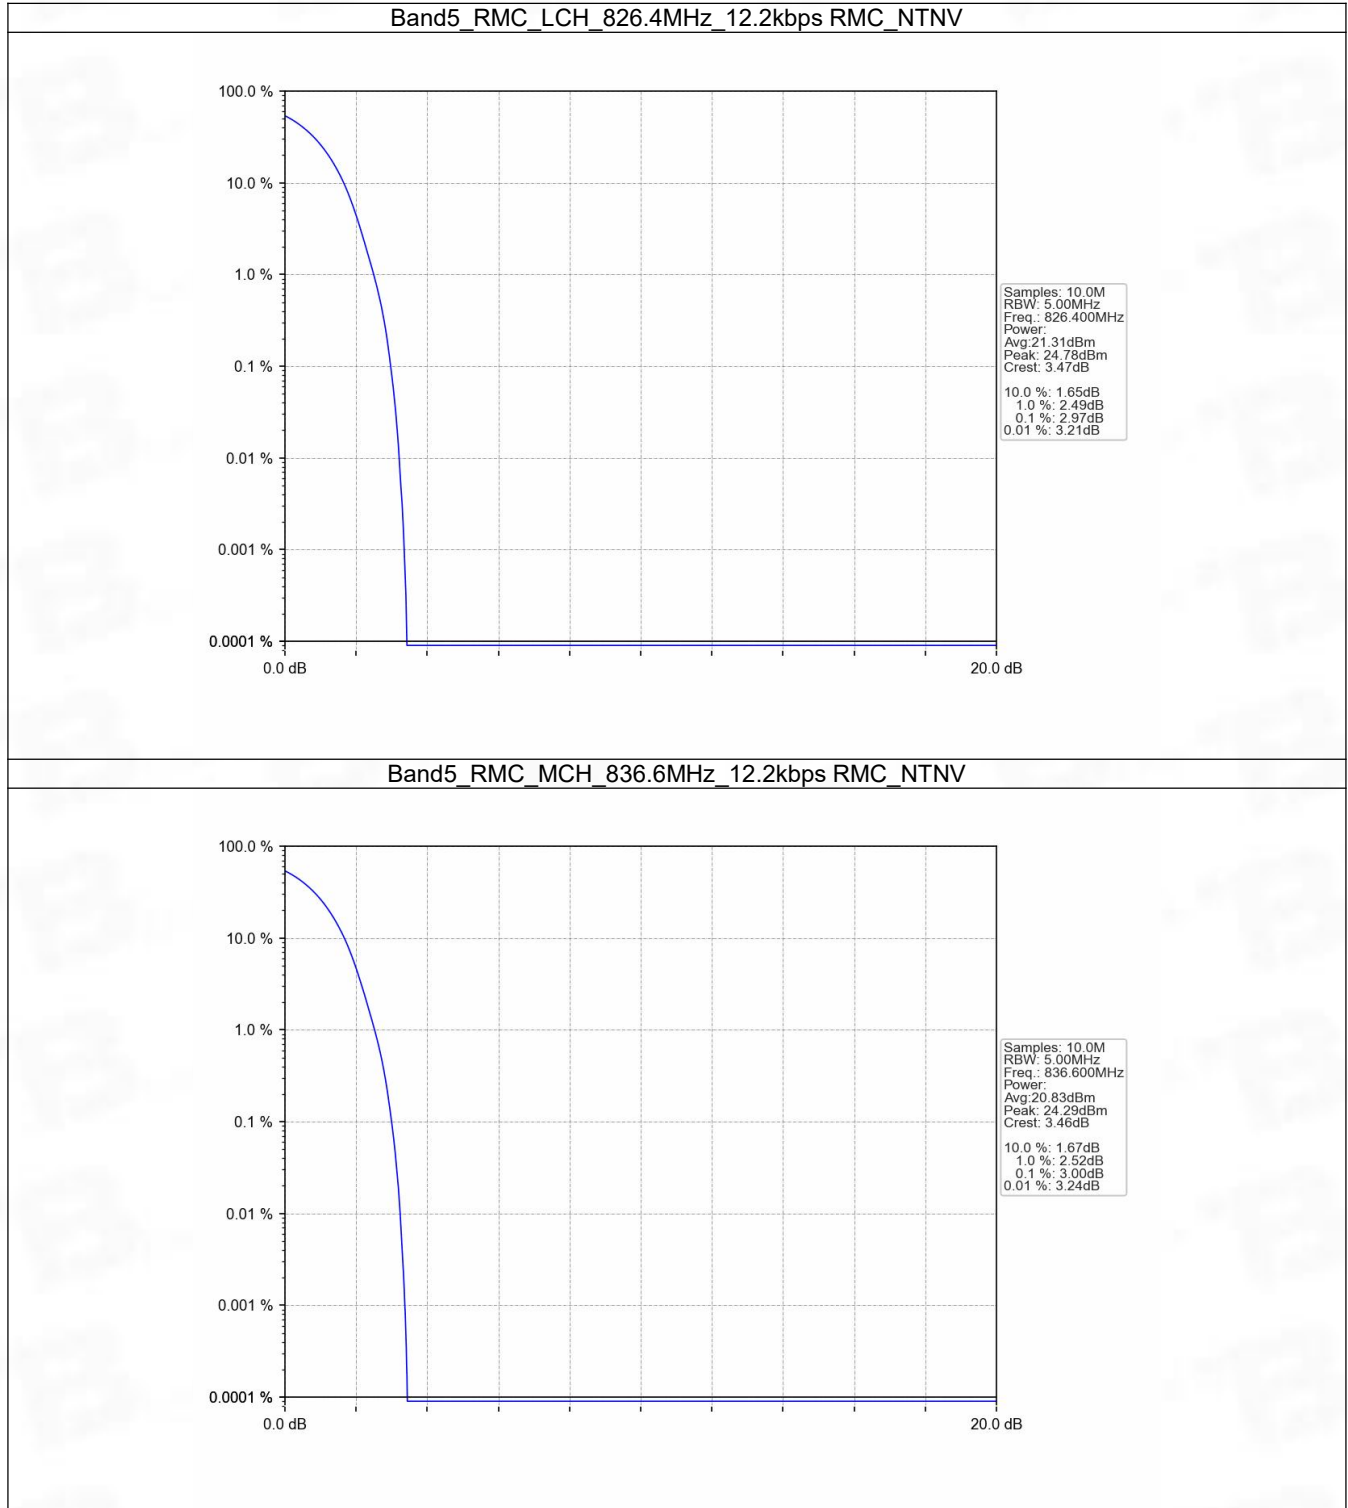 Band5_RMC_LCH_826.4MHz_12.2kbps RMC_NTNV
100.0 %
10.0 %
1.0 %
0.1 %
0.01 %
0.001 %
0.0001 %
0.0 dB
20.0 dB
Samples: 10.0M
RBW: 5.00MHz
Freq.: 826.400MHz
Power:
Avg:21.31dBm
Peak: 24.78dBm
Crest: 3.47dB
10.0 %: 1.65dB
1.0 %: 2.49dB
0.1 %: 2.97dB
0.01 %: 3.21dB
Band5_RMC_MCH_836.6MHz_12.2kbps RMC_NTNV
100.0 %
10.0 %
1.0 %
0.1 %
0.01 %
0.001 %
0.0001 %
0.0 dB
20.0 dB
Samples: 10.0M
RBW: 5.00MHz
Freq.: 836.600MHz
Power:
Avg:20.83dBm
Peak: 24.29dBm
Crest: 3.46dB
10.0 %: 1.67dB
1.0 %: 2.52dB
0.1 %: 3.00dB
0.01 %: 3.24dB